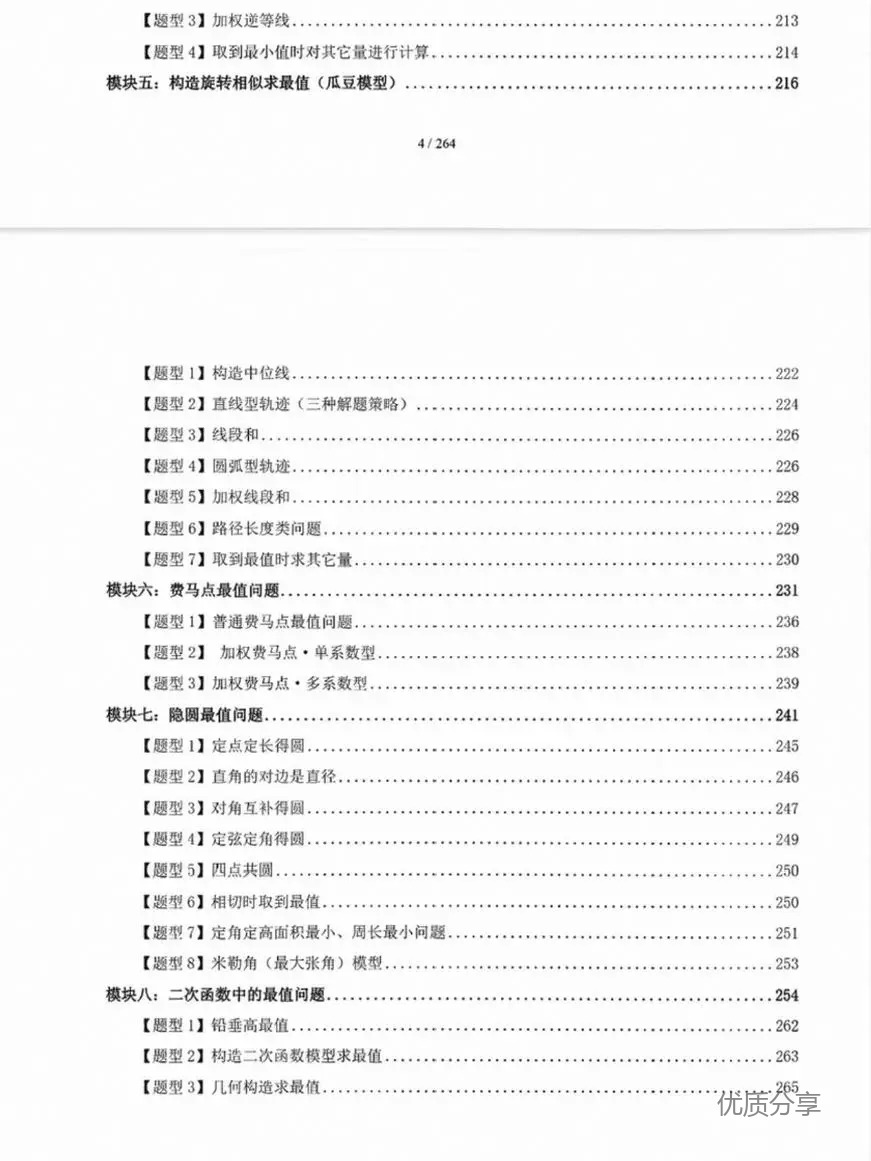 【题型 3】加权逆等线........213
【题型 4】取到最小值时对其它量进行计算........214
模块五：构造旋转相似求最值（瓜豆模型）........216
4 / 264
【题型 1】构造中位线........222
【题型 2】直线型轨迹（三种解题策略）........224
【题型 3】线段和........226
【题型 4】圆弧型轨迹........226
【题型 5】加权线段和........228
【题型 6】路径长度类问题........229
【题型 7】取到最值时求其它量........230
模块六：费马点最值问题........231
【题型 1】普通费马点最值问题........236
【题型 2】 加权费马点·单系数型........238
【题型 3】加权费马点·多系数型........239
模块七：隐圆最值问题........241
【题型 1】定点定长得圆........245
【题型 2】直角的对边是直径........246
【题型 3】对角互补得圆........247
【题型 4】定弦定角得圆........249
【题型 5】四点共圆........250
【题型 6】相切时取到最值........250
【题型 7】定角定高面积最小、周长最小问题........251
【题型 8】米勒角（最大张角）模型........253
模块八：二次函数中的最值问题........254
【题型 1】铅垂高最值........262
【题型 2】构造二次函数模型求最值........263
【题型 3】几何构造求最值........265
优质分享